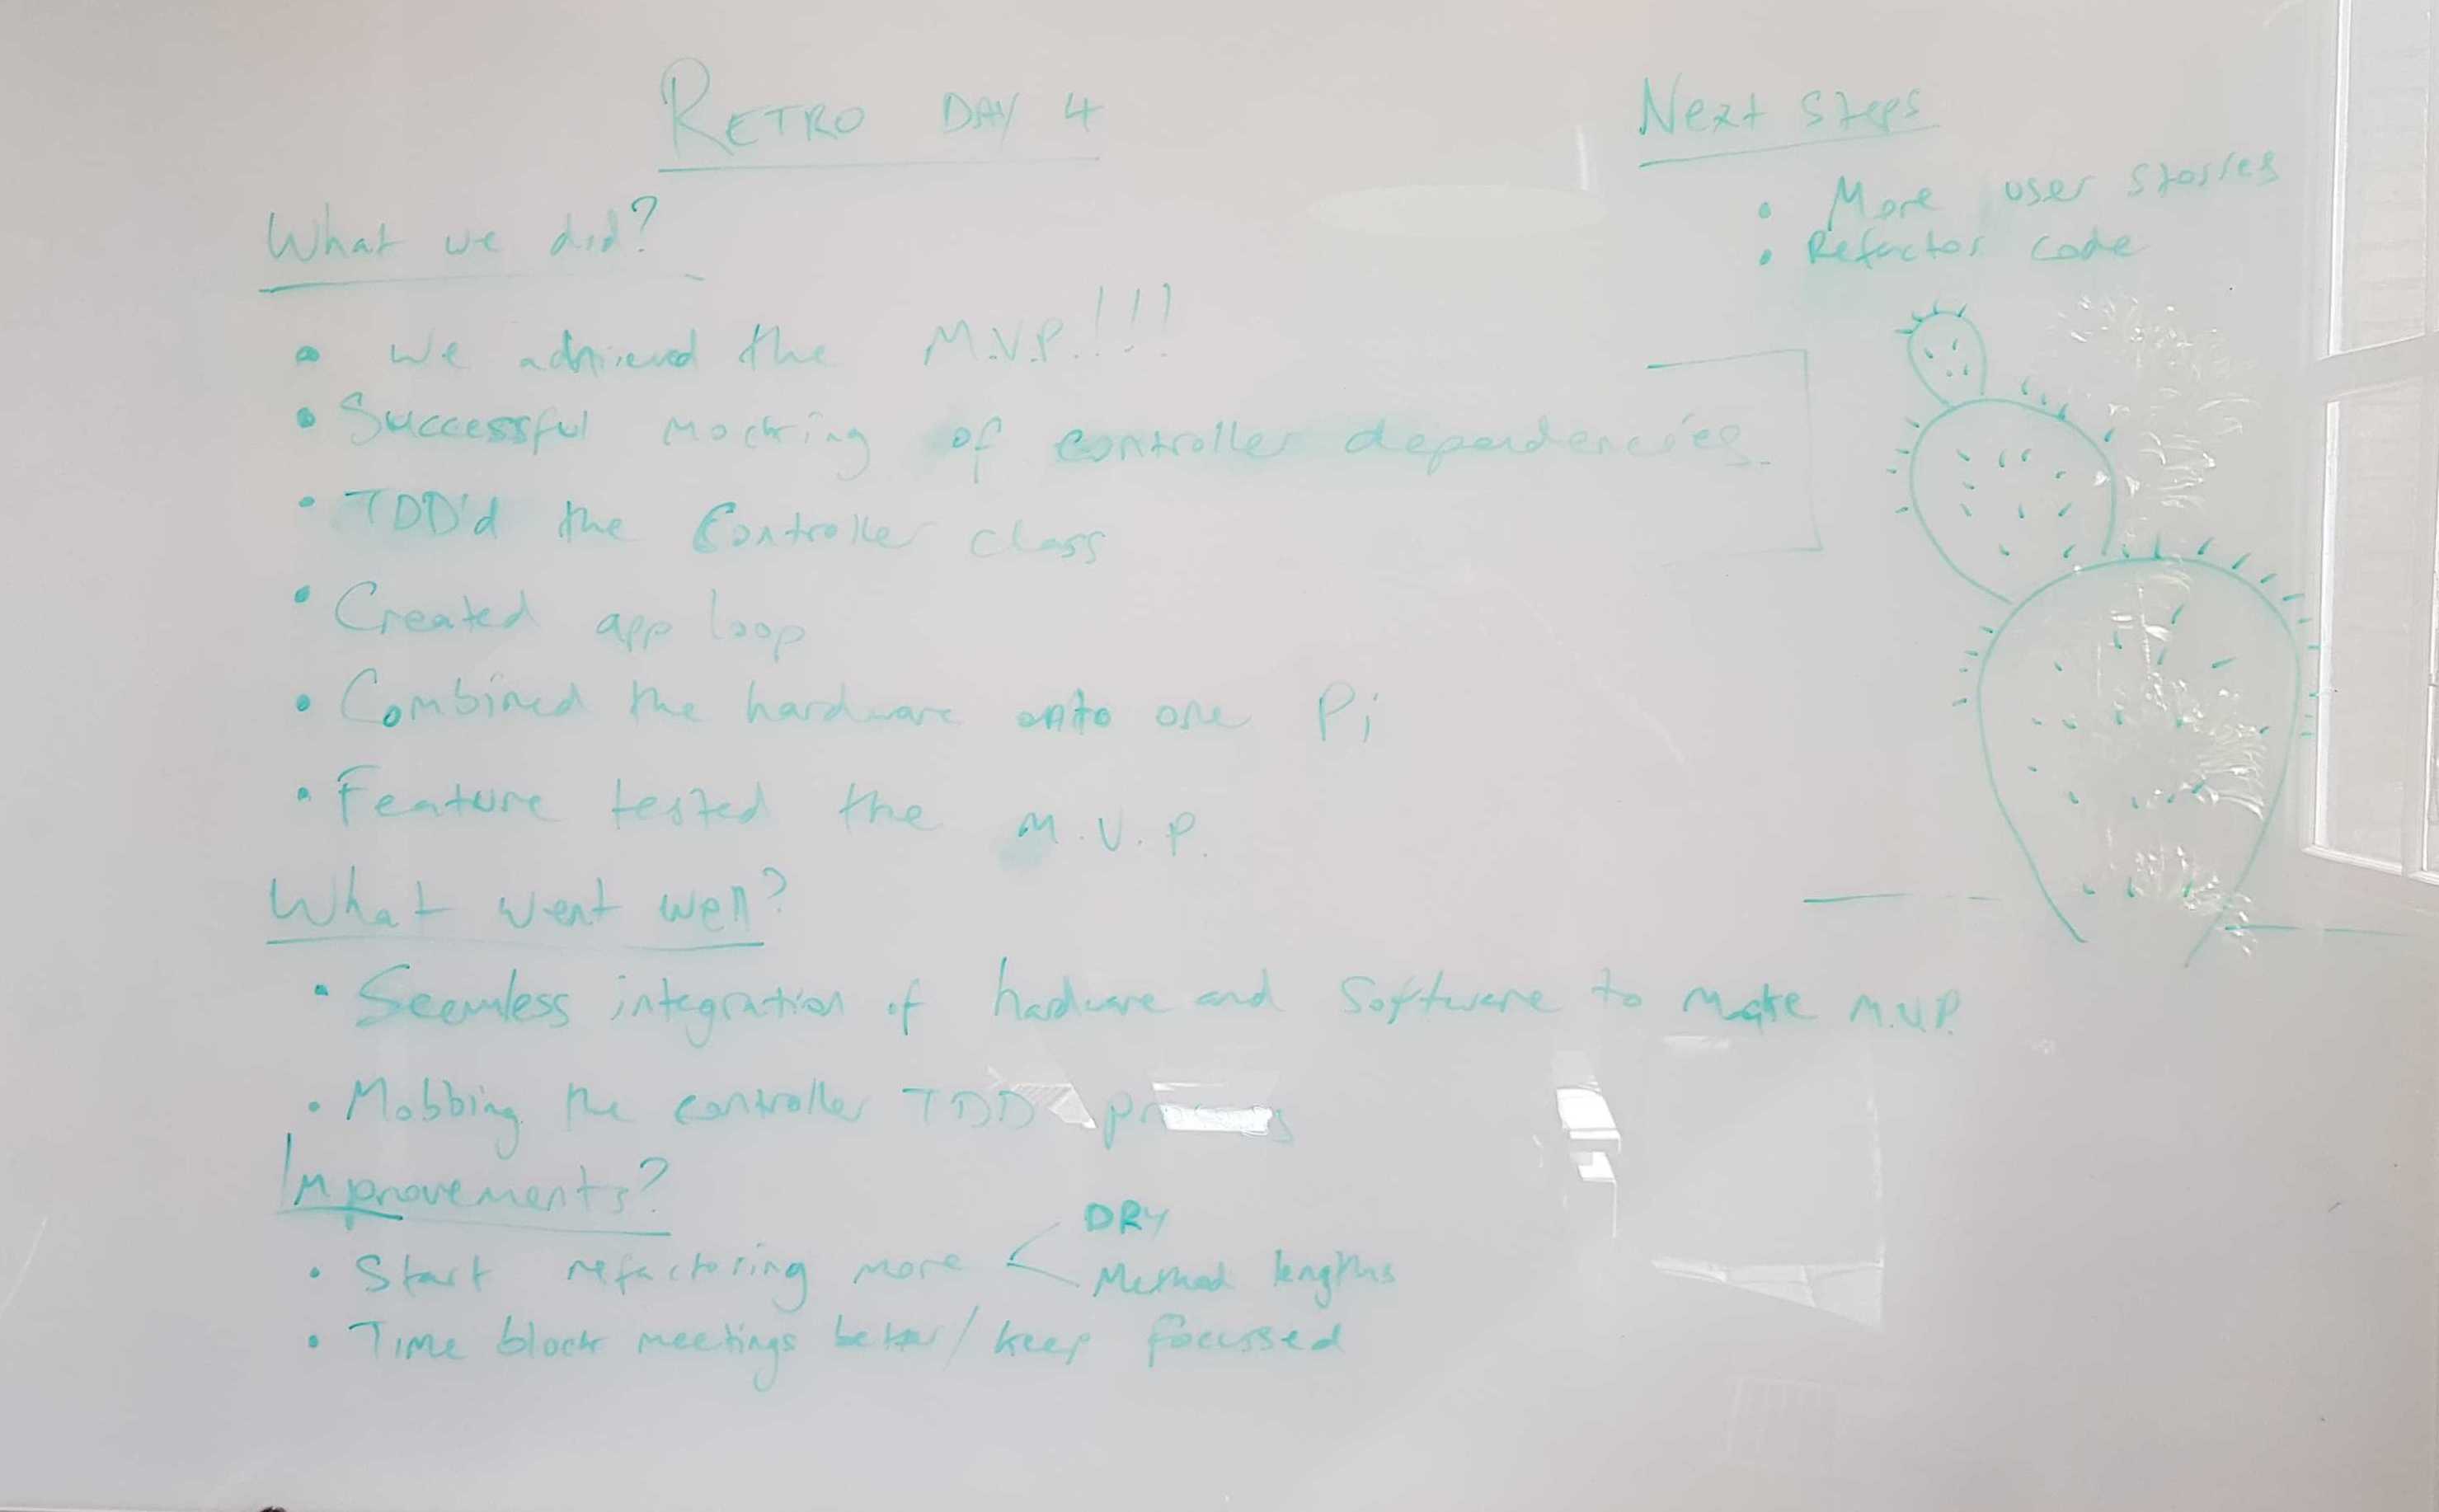 RETRO DAY 4
What we did?
• We achieved the M.V.P.!!!
• Successful mocking of controller dependencies.
• TDD'd the Controller class
• Created app loop
• Combined the hardware onto one Pi
• Feature tested the M.V.P.
What went well?
• Seemless integration of hardware and software to make M.V.P.
• Mobbing the controller TDD process
Improvements?
• Start refactoring more < DRY
Method lengths
• Time block meetings better/keep focussed
Next steps
• More user stories
• Refactor code